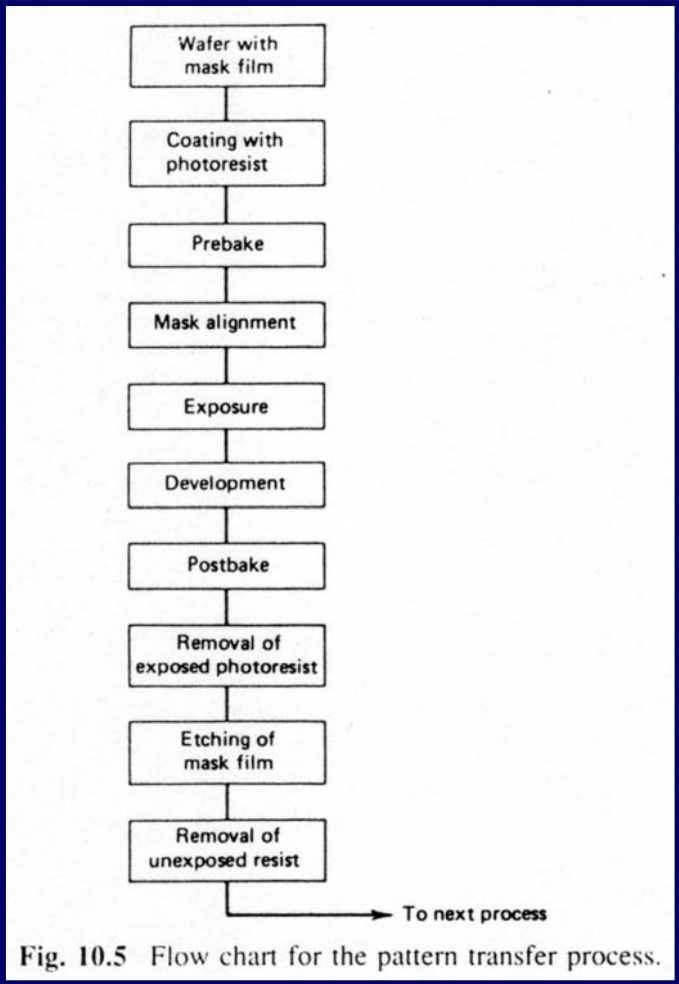 Wafer with
mask film
Coating with
photoresist
Prebake
Mask alignment
Exposure
Development
Postbake
Removal of
exposed photoresist
Etching of
mask film
Removal of
unexposed resist
To next process
Fig. 10.5 Flow chart for the pattern transfer process.